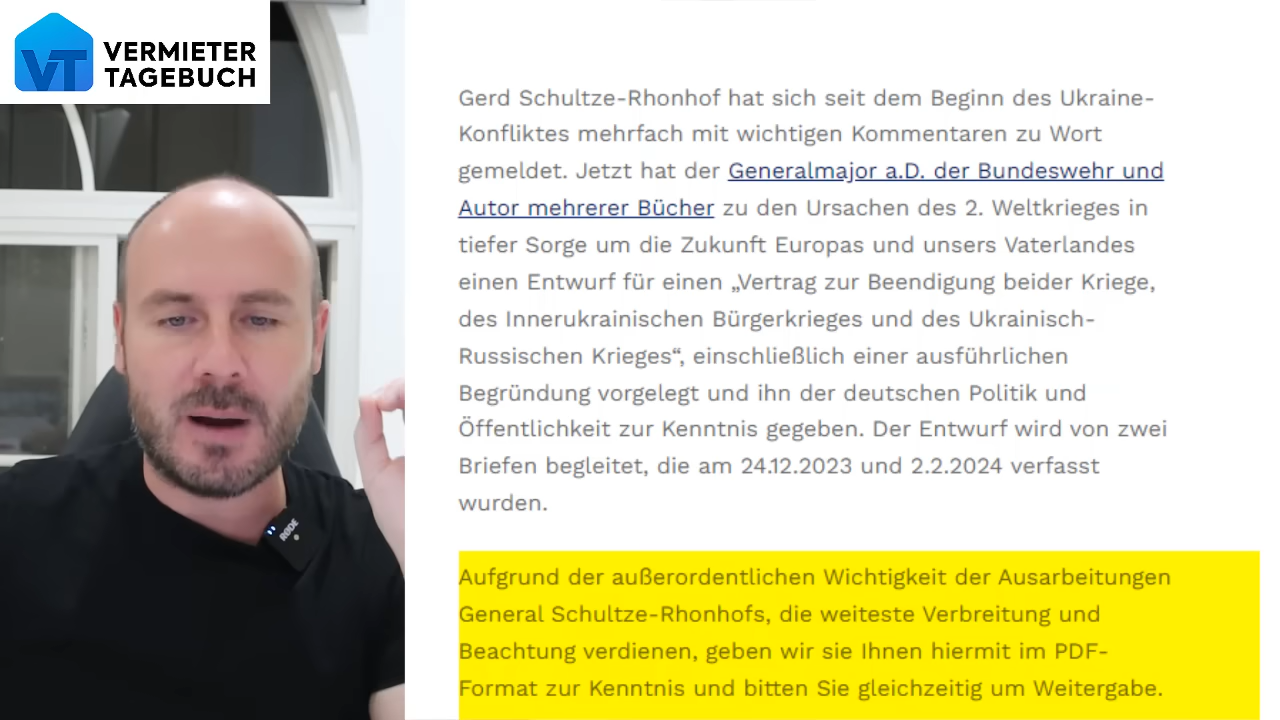 VT VERMIETER
TAGEBUCH
Gerd Schultze-Rhonhof hat sich seit dem Beginn des Ukraine-
Konfliktes mehrfach mit wichtigen Kommentaren zu Wort
gemeldet. Jetzt hat der Generalmajor a.D. der Bundeswehr und
Autor mehrerer Bücher zu den Ursachen des 2. Weltkrieges in
tiefer Sorge um die Zukunft Europas und unsers Vaterlandes
einen Entwurf für einen „Vertrag zur Beendigung beider Kriege,
des Innerukrainischen Bürgerkrieges und des Ukrainisch-
Russischen Krieges“, einschließlich einer ausführlichen
Begründung vorgelegt und ihn der deutschen Politik und
Öffentlichkeit zur Kenntnis gegeben. Der Entwurf wird von zwei
Briefen begleitet, die am 24.12.2023 und 2.2.2024 verfasst
wurden.
Aufgrund der außerordentlichen Wichtigkeit der Ausarbeitungen
General Schultze-Rhonhofs, die weiteste Verbreitung und
Beachtung verdienen, geben wir sie Ihnen hiermit im PDF-
Format zur Kenntnis und bitten Sie gleichzeitig um Weitergabe.
RØDE